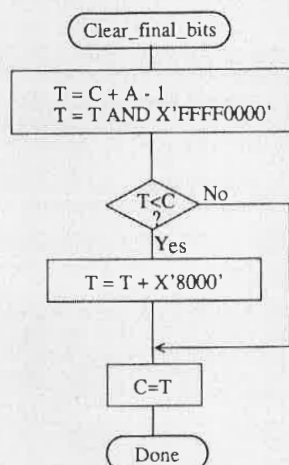 Clear_final_bits
T = C + A - 1
T = T AND X'FFFF0000'
T<C
?
No
Yes
T = T + X'8000'
C=T
Done